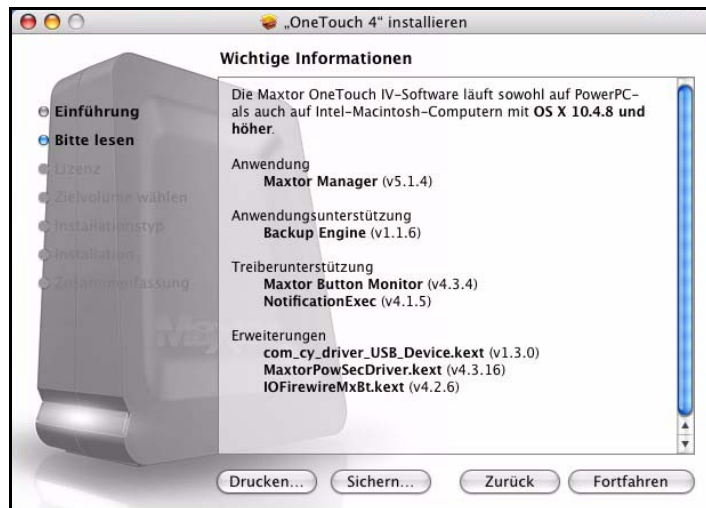 „OneTouch 4“ installieren
Wichtige Informationen
Einführung
Bitte lesen
Lizenz
Zielvolume wählen
Installationstyp
Installation
Zusammenfassung
Die Maxtor OneTouch IV-Software läuft sowohl auf PowerPC-
als auch auf Intel-Macintosh-Computern mit OS X 10.4.8 und
höher.
Anwendung
Maxtor Manager (v5.1.4)
Anwendungsunterstützung
Backup Engine (v1.1.6)
Treiberunterstützung
Maxtor Button Monitor (v4.3.4)
NotificationExec (v4.1.5)
Erweiterungen
com_cy_driver_USB_Device.kext (v1.3.0)
MaxtorPowSecDriver.kext (v4.3.16)
IOFirewireMxBt.kext (v4.2.6)
Drucken...
Sichern...
Zurück
Fortfahren